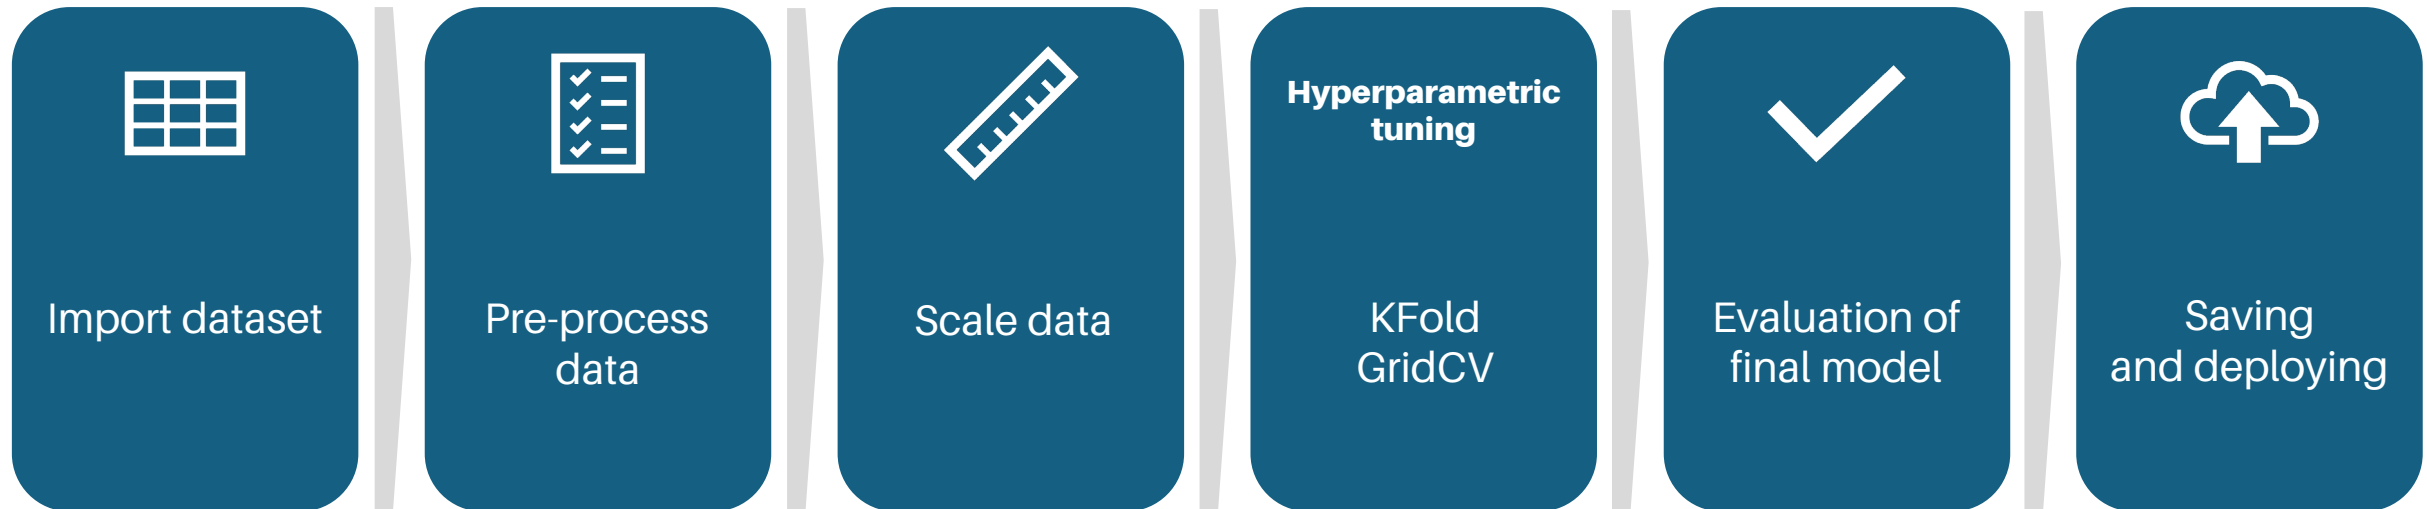 Import dataset
Pre-process
data
Scale data
Hyperparametric
tuning
KFold
GridCV
Evaluation of
final model
Saving
and deploying